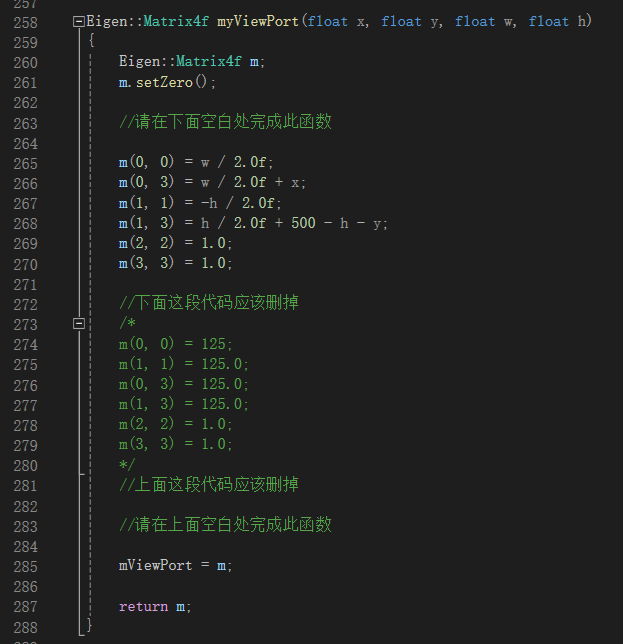 257
258 Eigen::Matrix4f myViewPort(float x, float y, float w, float h)
259 {
260 Eigen::Matrix4f m;
261 m.setZero();
262
263 //请在下面空白处完成此函数
264
265 m(0, 0) = w / 2.0f;
266 m(0, 3) = w / 2.0f + x;
267 m(1, 1) = -h / 2.0f;
268 m(1, 3) = h / 2.0f + 500 - h - y;
269 m(2, 2) = 1.0;
270 m(3, 3) = 1.0;
271
272 //下面这段代码应该删掉
273 /*
274 m(0, 0) = 125;
275 m(1, 1) = 125.0;
276 m(0, 3) = 125.0;
277 m(1, 3) = 125.0;
278 m(2, 2) = 1.0;
279 m(3, 3) = 1.0;
280 */
281 //上面这段代码应该删掉
282
283 //请在上面空白处完成此函数
284
285 mViewPort = m;
286
287 return m;
288 }